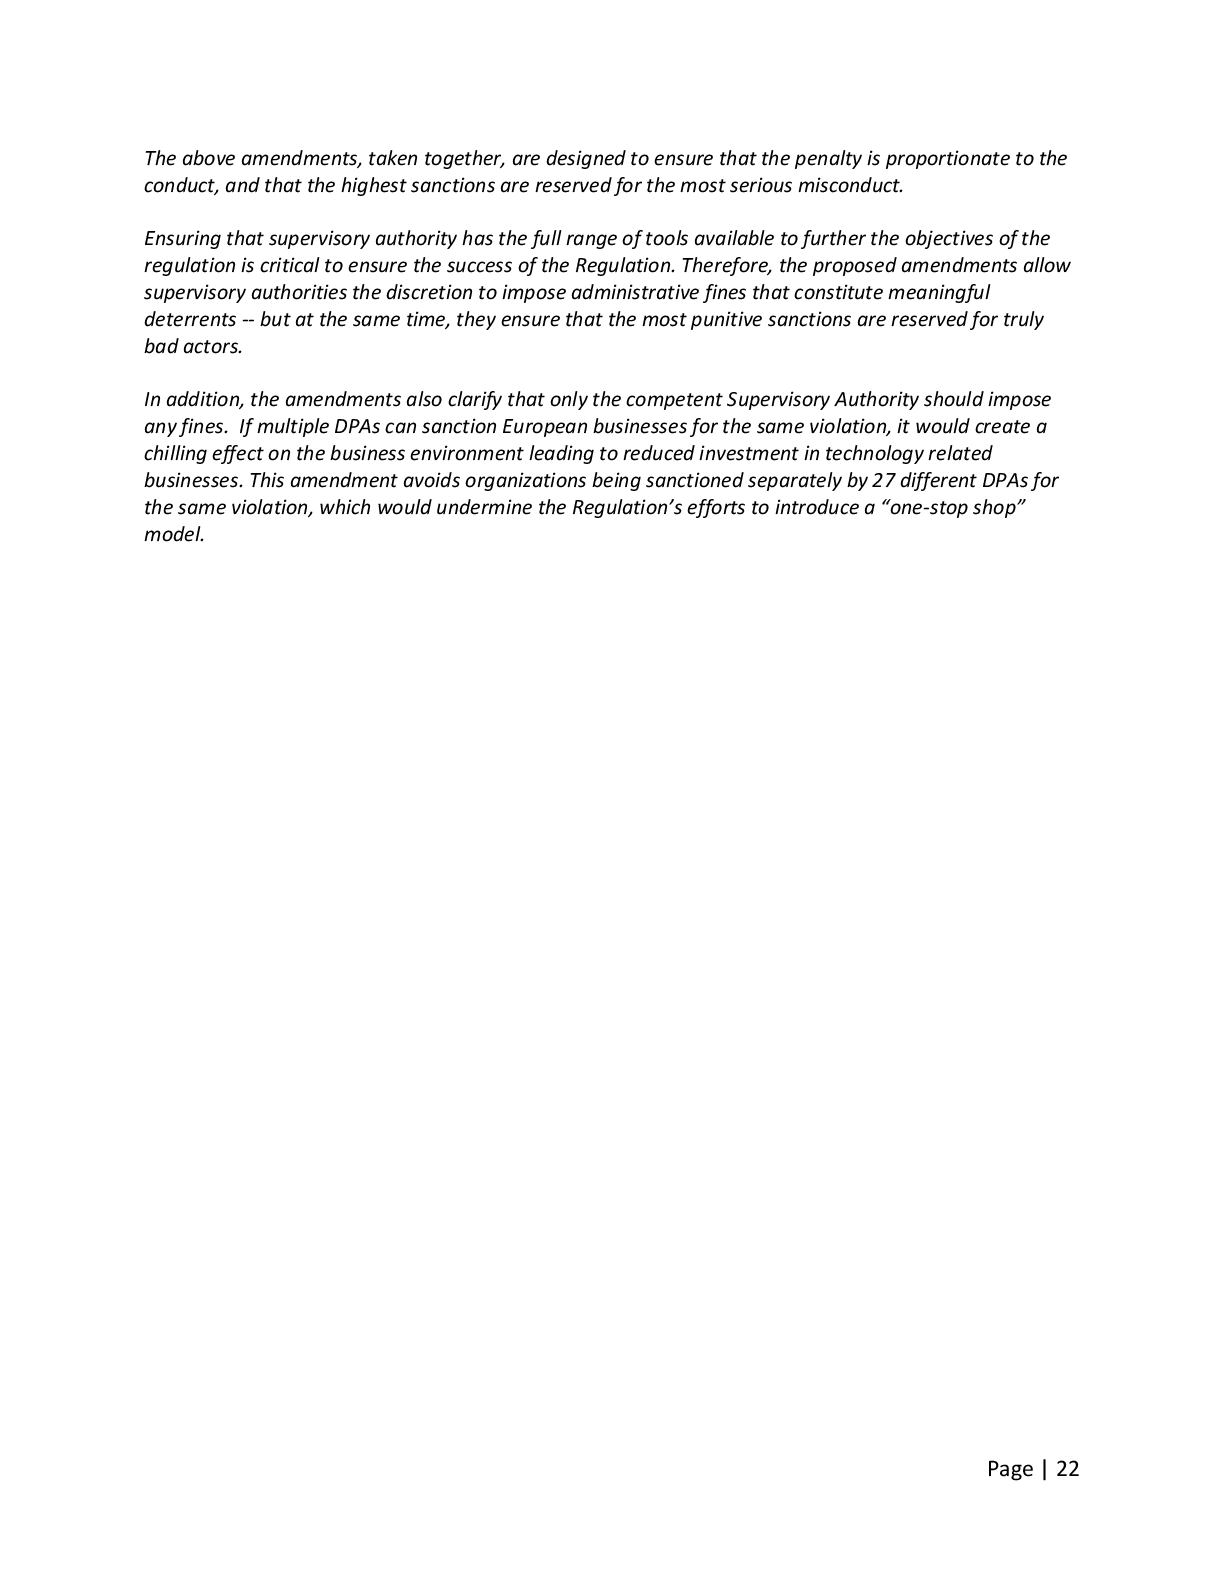 The above amendments, taken together, are designed to ensure that the penalty is proportionate to the
conduct, and that the highest sanctions are reserved for the most serious misconduct.
Ensuring that supervisory authority has the full range of tools available to further the objectives of the
regulation is critical to ensure the success of the Regulation. Therefore, the proposed amendments allow
supervisory authorities the discretion to impose administrative fines that constitute meaningful
deterrents -- but at the same time, they ensure that the most punitive sanctions are reserved for truly
bad actors.
In addition, the amendments also clarify that only the competent Supervisory Authority should impose
any fines.  If multiple DPAs can sanction European businesses for the same violation, it would create a
chilling effect on the business environment leading to reduced investment in technology related
businesses. This amendment avoids organizations being sanctioned separately by 27 different DPAs for
the same violation, which would undermine the Regulation’s efforts to introduce a “one-stop shop”
model.
Page | 22